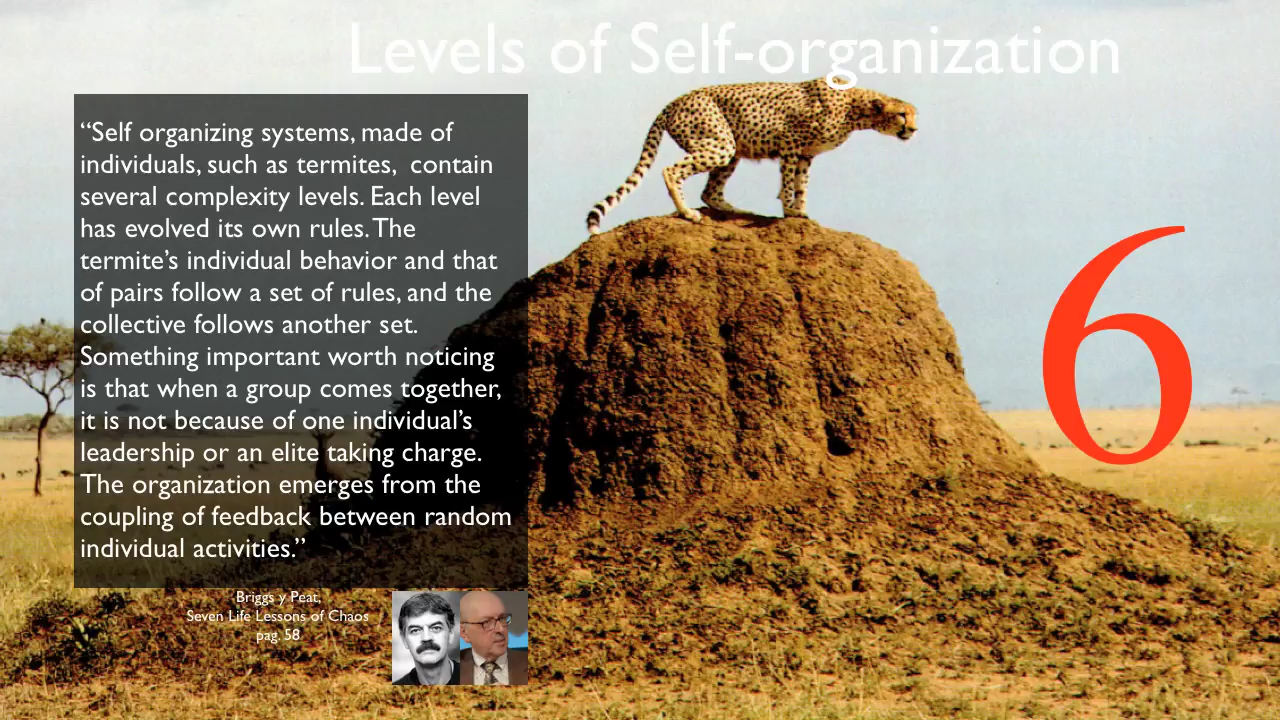 Levels of Self-organization
“Self organizing systems, made of
individuals, such as termites,  contain
several complexity levels. Each level
has evolved its own rules. The
termite’s individual behavior and that
of pairs follow a set of rules, and the
collective follows another set.
Something important worth noticing
is that when a group comes together,
it is not because of one individual’s
leadership or an elite taking charge.
The organization emerges from the
coupling of feedback between random
individual activities.”
6
Briggs y Peat,
Seven Life Lessons of Chaos
pag. 58